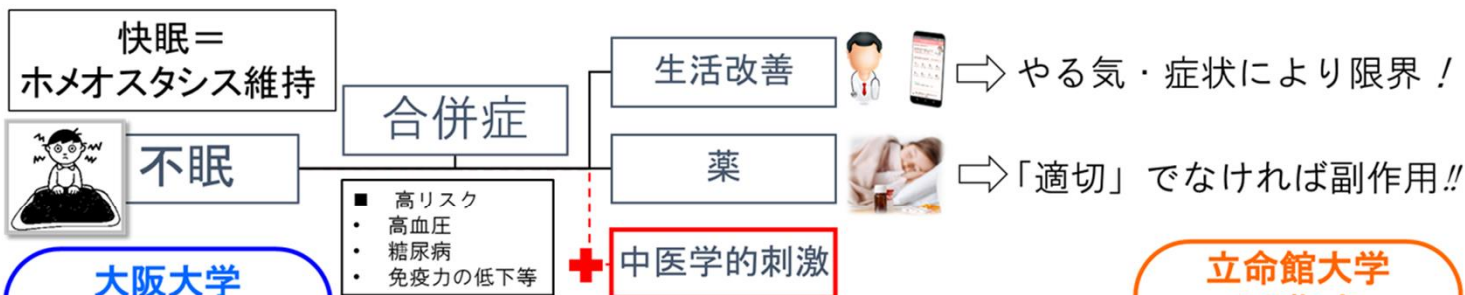 快眠＝
ホメオスタシス維持
不眠
合併症
■ 高リスク
・ 高血圧
・ 糖尿病
・ 免疫力の低下等
生活改善
⇨ やる気・症状により限界！
薬
⇨「適切」でなければ副作用‼
中医学的刺激
大阪大学
立命館大学